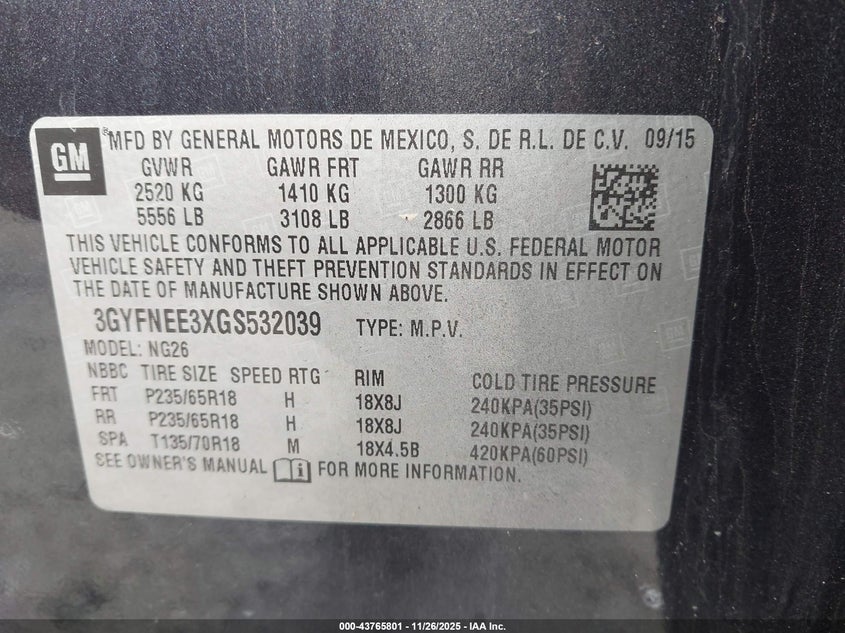 GM
® MFD BY GENERAL MOTORS DE MEXICO, S. DE R.L. DE C.V. 09/15
GVWR GAWR FRT GAWR RR
2520 KG 1410 KG 1300 KG
5556 LB 3108 LB 2866 LB
THIS VEHICLE CONFORMS TO ALL APPLICABLE U.S. FEDERAL MOTOR
VEHICLE SAFETY AND THEFT PREVENTION STANDARDS IN EFFECT ON
THE DATE OF MANUFACTURE SHOWN ABOVE.
3GYFNEE3XGS532039 TYPE: M.P.V.
MODEL: NG26
NBBC TIRE SIZE SPEED RTG RIM COLD TIRE PRESSURE
FRT P235/65R18 H 18X8J 240KPA(35PSI)
RR P235/65R18 H 18X8J 240KPA(35PSI)
SPA T135/70R18 M 18X4.5B 420KPA(60PSI)
SEE OWNER'S MANUAL i FOR MORE INFORMATION.
000-43765801 - 11/26/2025 - IAA Inc.